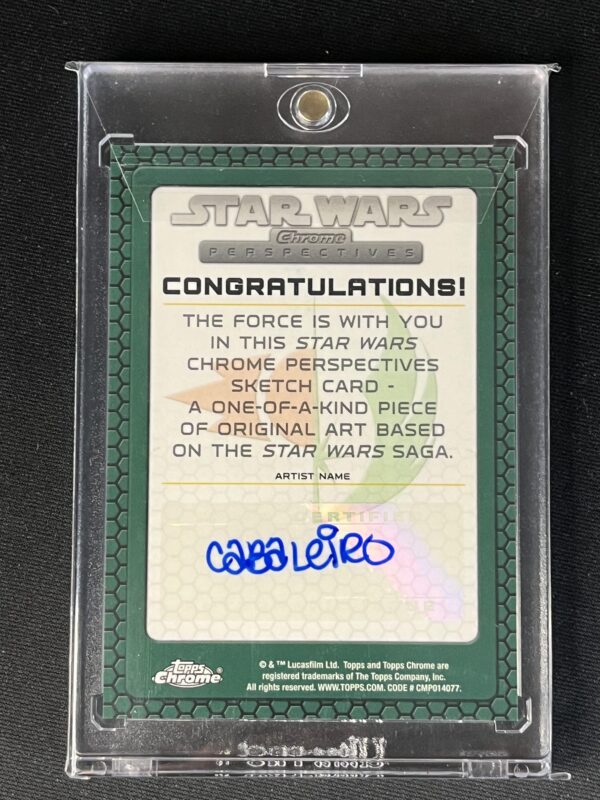 STAR WARS
Chrome
PERSPECTIVES
CONGRATULATIONS!
THE FORCE IS WITH YOU
IN THIS STAR WARS
CHROME PERSPECTIVES
SKETCH CARD -
A ONE-OF-A-KIND PIECE
OF ORIGINAL ART BASED
ON THE STAR WARS SAGA.
ARTIST NAME
CERTIFIED
CABALEIRO
Topps Chrome®
© & ™ Lucasfilm Ltd. Topps and Topps Chrome are
registered trademarks of The Topps Company, Inc.
All rights reserved. WWW.TOPPS.COM. CODE # CMP014077.